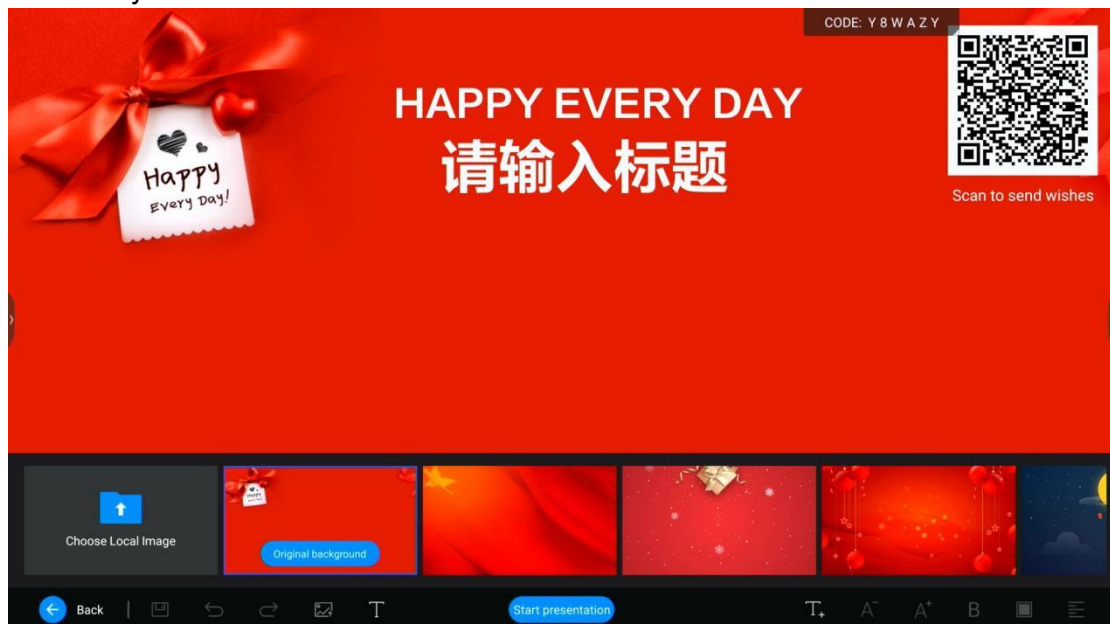 CODE: Y 8 W A Z Y
HAPPY EVERY DAY
请输入标题
Happy
Every Day!
Scan to send wishes
Choose Local Image
Original background
Back
T
Start presentation
T+
A-
A+
B